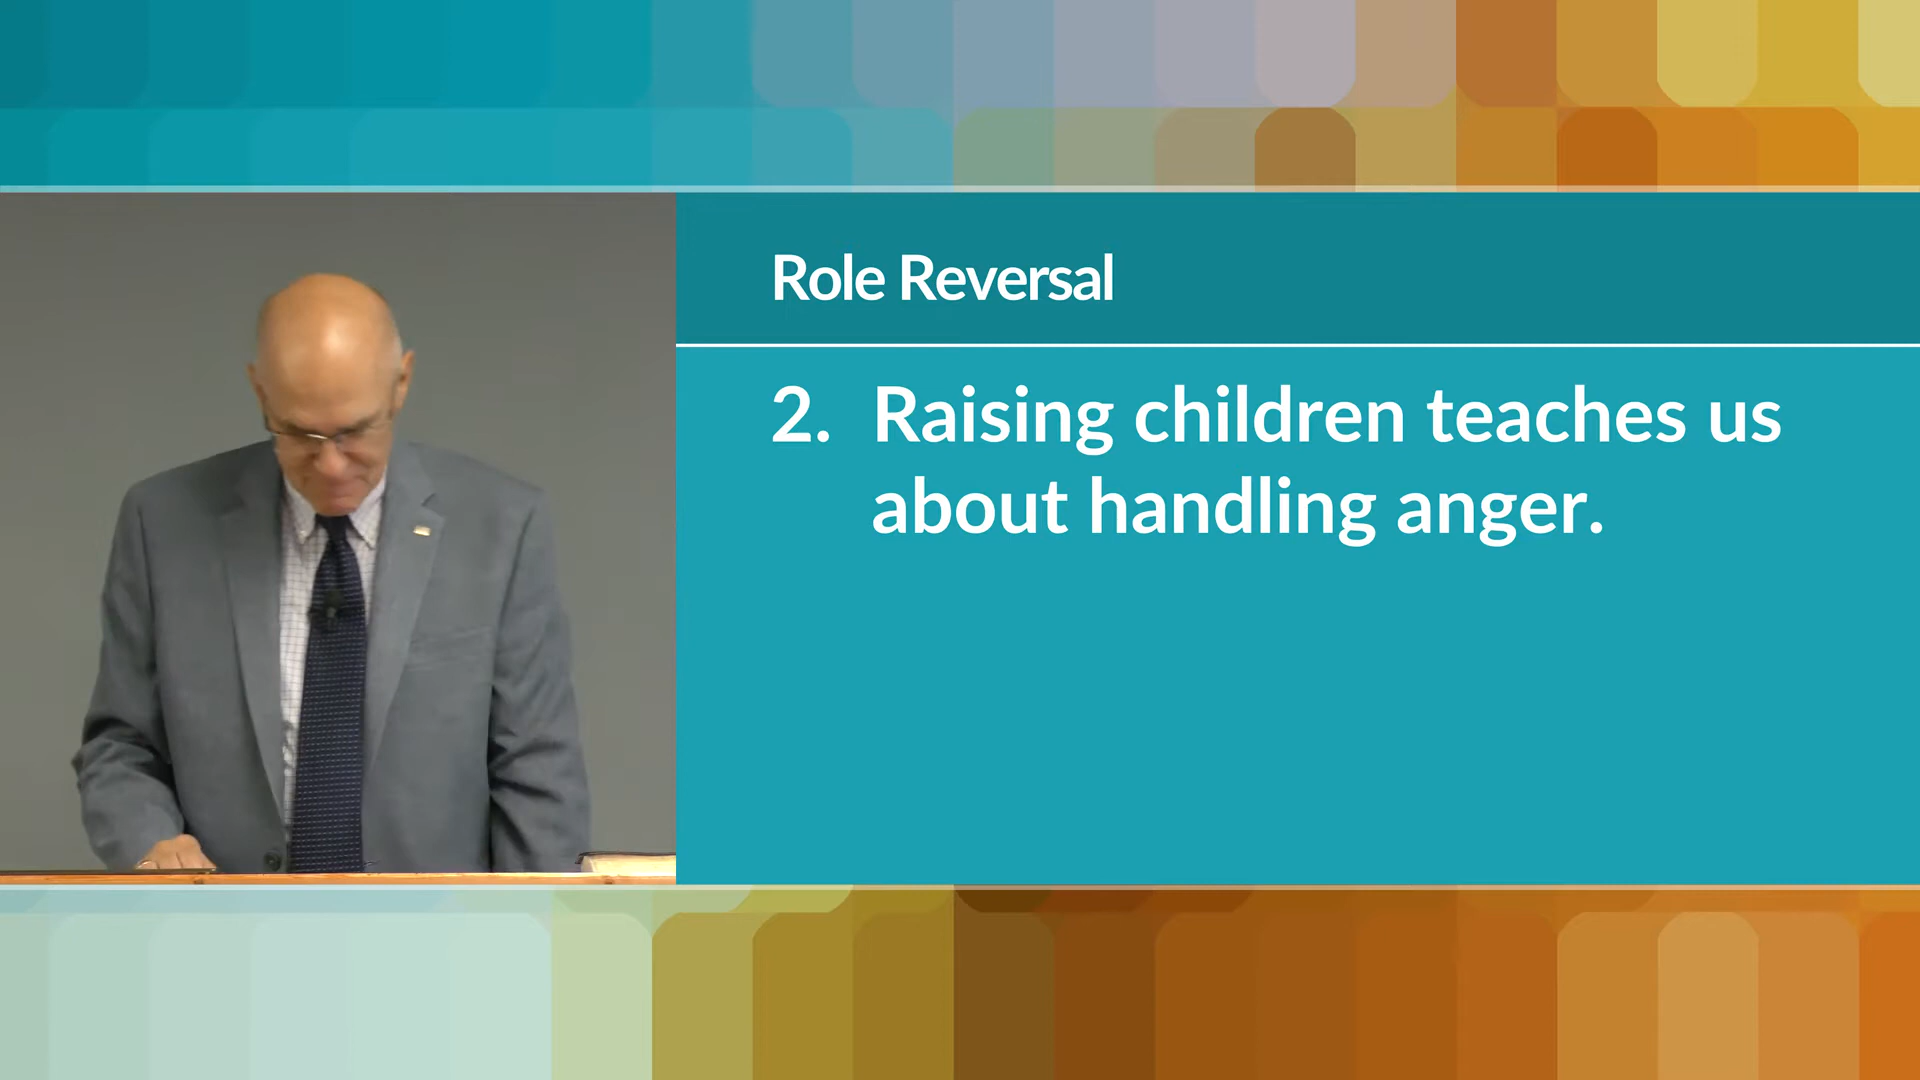 Role Reversal
2. Raising children teaches us
about handling anger.